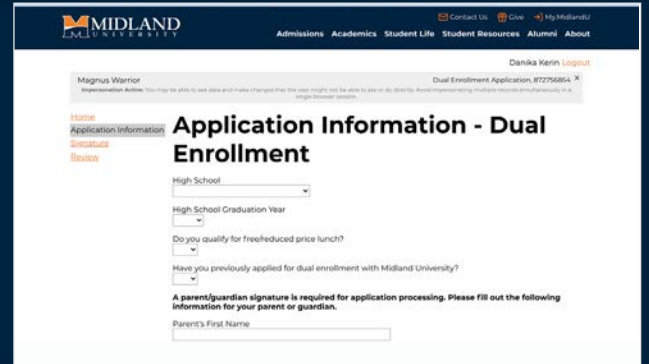 MIDLAND
UNIVERSITY
Contact Us Give My.MidlandU
Admissions Academics Student Life Student Resources Alumni About
Danika Kerin Logout
Magnus Warrior
Dual Enrollment Application, 872756854 ×
Impersonation Active: You may be able to see data and make changes that the user might not be able to see or do directly. Avoid impersonating multiple records simultaneously in a
single browser session.
Home
Application Information
Signature
Review
Application Information - Dual
Enrollment
High School
High School Graduation Year
Do you qualify for free/reduced price lunch?
Have you previously applied for dual enrollment with Midland University?
A parent/guardian signature is required for application processing. Please fill out the following
information for your parent or guardian.
Parent's First Name